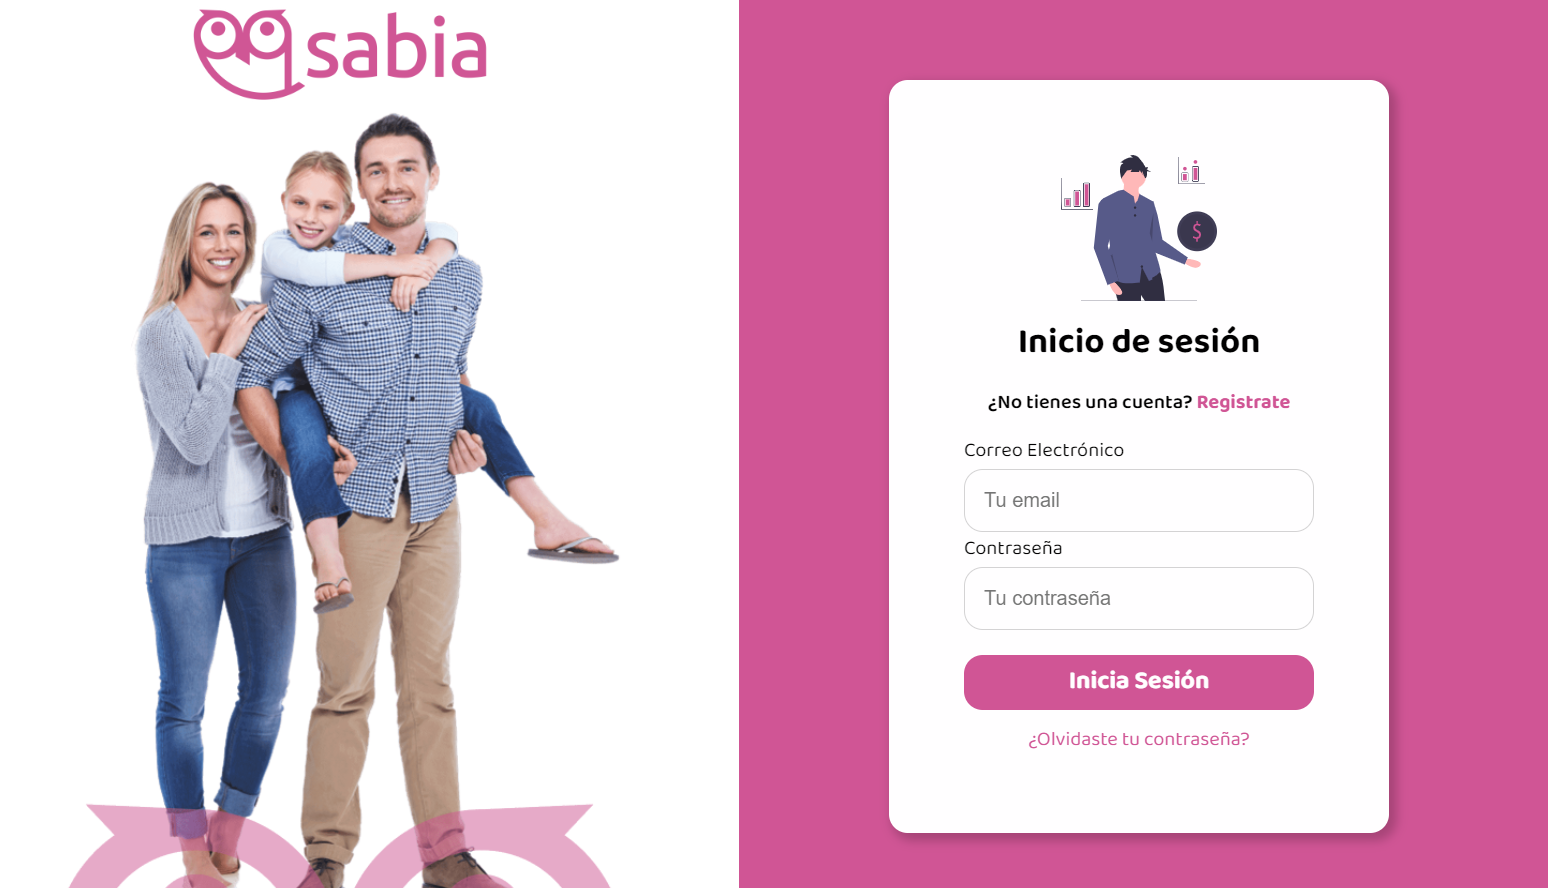 sabia
$
Inicio de sesión
¿No tienes una cuenta? Registrate
Correo Electrónico
Tu email
Contraseña
Tu contraseña
Inicia Sesión
¿Olvidaste tu contraseña?